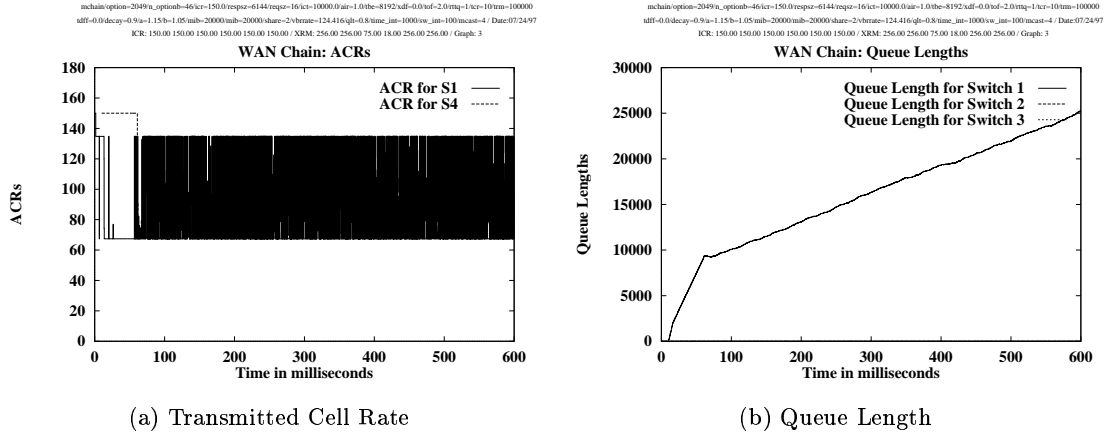 mchain/option=2049/n_optionb=46/icr=150.0/respsz=6144/reqsz=16/ict=10000.0/air=1.0/tbe=8192/xdf=0.0/tof=2.0/rttq=1/tcr=10/trm=100000
tdff=0.0/decay=0.9/a=1.15/b=1.05/mib=20000/mib=20000/share=2/vbrrate=124.416/qlt=0.8/time_int=1000/sw_int=100/mcast=4 / Date:07/24/97
ICR: 150.00 150.00 150.00 150.00 150.00 150.00 / XRM: 256.00 256.00 75.00 18.00 256.00 256.00 / Graph: 3
WAN Chain: ACRs
ACR for S1
ACR for S4
ACRs
180
160
140
120
100
80
60
40
20
0
0 100 200 300 400 500 600
Time in milliseconds
(a) Transmitted Cell Rate
mchain/option=2049/n_optionb=46/icr=150.0/respsz=6144/reqsz=16/ict=10000.0/air=1.0/tbe=8192/xdf=0.0/tof=2.0/rttq=1/tcr=10/trm=100000
tdff=0.0/decay=0.9/a=1.15/b=1.05/mib=20000/mib=20000/share=2/vbrrate=124.416/qlt=0.8/time_int=1000/sw_int=100/mcast=4 / Date:07/24/97
ICR: 150.00 150.00 150.00 150.00 150.00 150.00 / XRM: 256.00 256.00 75.00 18.00 256.00 256.00 / Graph: 3
WAN Chain: Queue Lengths
Queue Length for Switch 1
Queue Length for Switch 2
Queue Length for Switch 3
Queue Lengths
30000
25000
20000
15000
10000
5000
0
0 100 200 300 400 500 600
Time in milliseconds
(b) Queue Length